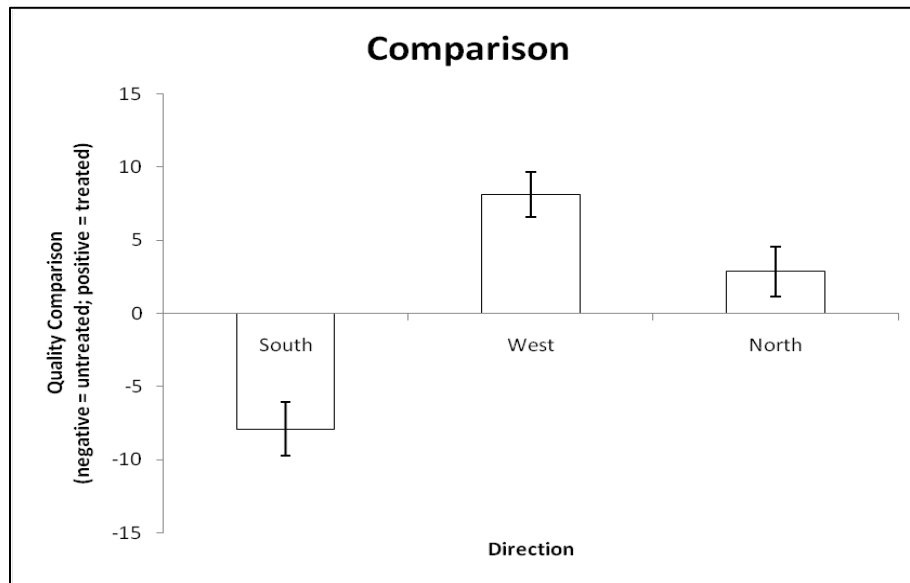 Comparison
Quality Comparison
(negative = untreated; positive = treated)
15
10
5
0
-5
-10
-15
South
West
North
Direction